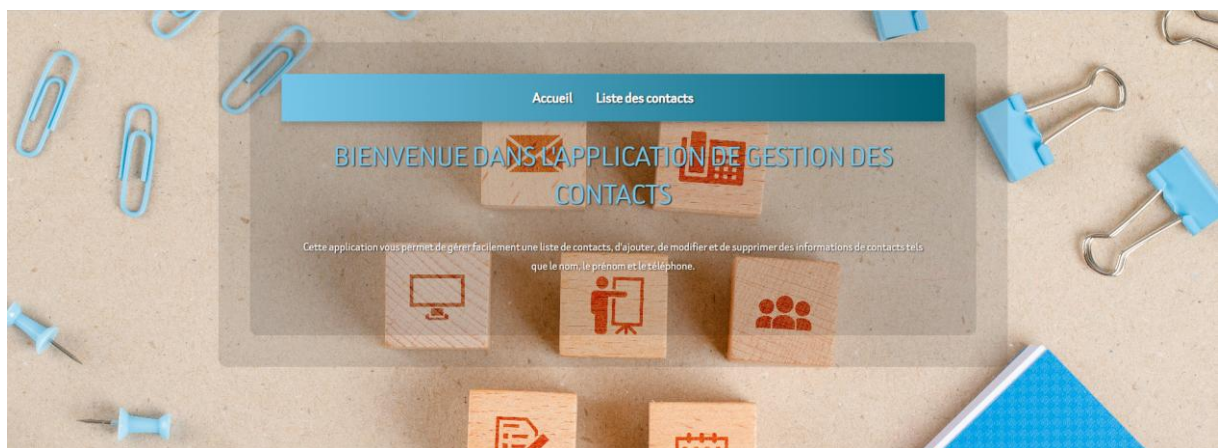 Accueil Liste des contacts
BIENVENUE DANS L'APPLICATION DE GESTION DES
CONTACTS
Cette application vous permet de gérer facilement une liste de contacts, d'ajouter, de modifier et de supprimer des informations de contacts tels
que le nom, le prénom et le téléphone.